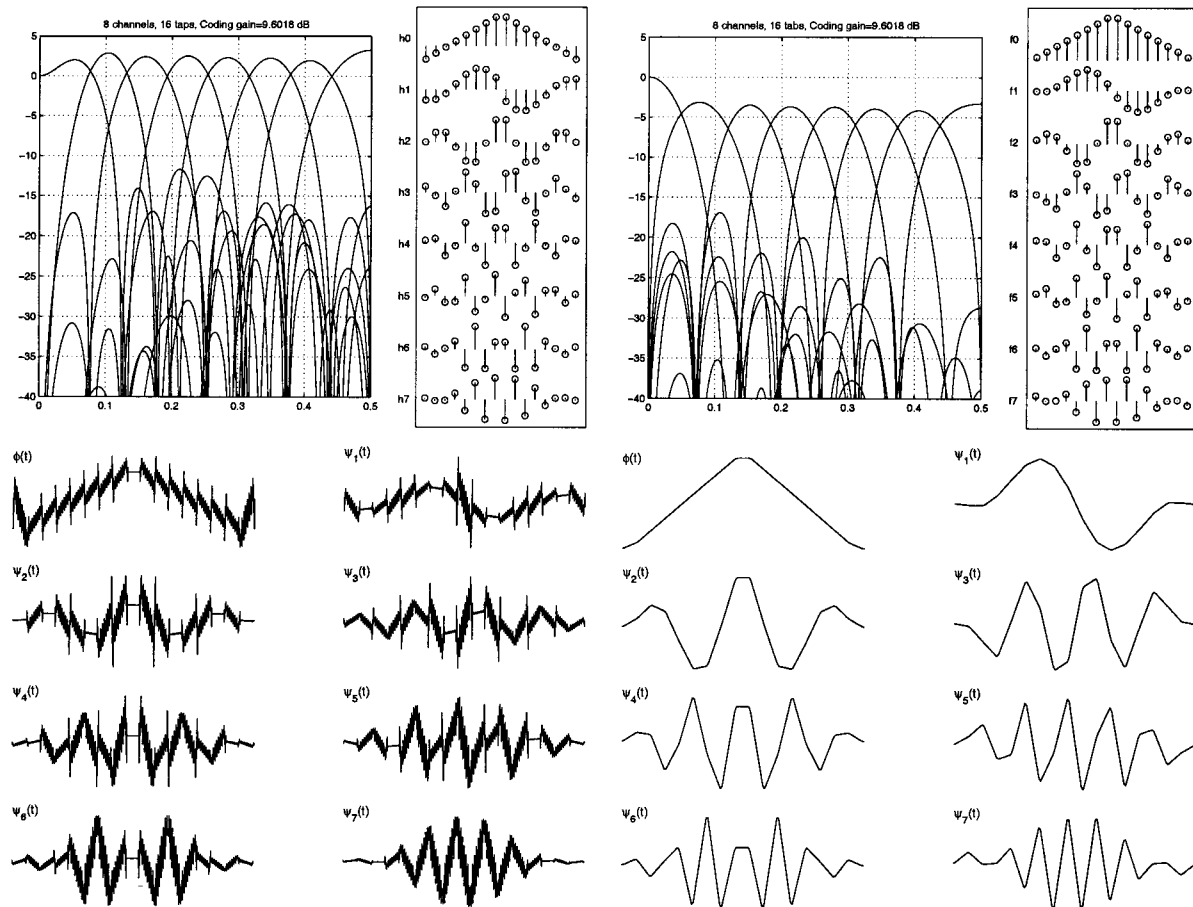 8 channels, 16 taps, Coding gain=9.6018 dB
5
0
−5
−10
−15
−20
−25
−30
−35
−40
0
0.1
0.2
0.3
0.4
0.5
h0
h1
h2
h3
h4
h5
h6
h7
8 channels, 16 tabs, Coding gain=9.6018 dB
5
0
−5
−10
−15
−20
−25
−30
−35
−40
0
0.1
0.2
0.3
0.4
0.5
f0
f1
f2
f3
f4
f5
f6
f7
ϕ(t)
ψ₁(t)
ψ₂(t)
ψ₃(t)
ψ₄(t)
ψ₅(t)
ψ₆(t)
ψ₇(t)
ϕ(t)
ψ₁(t)
ψ₂(t)
ψ₃(t)
ψ₄(t)
ψ₅(t)
ψ₆(t)
ψ₇(t)